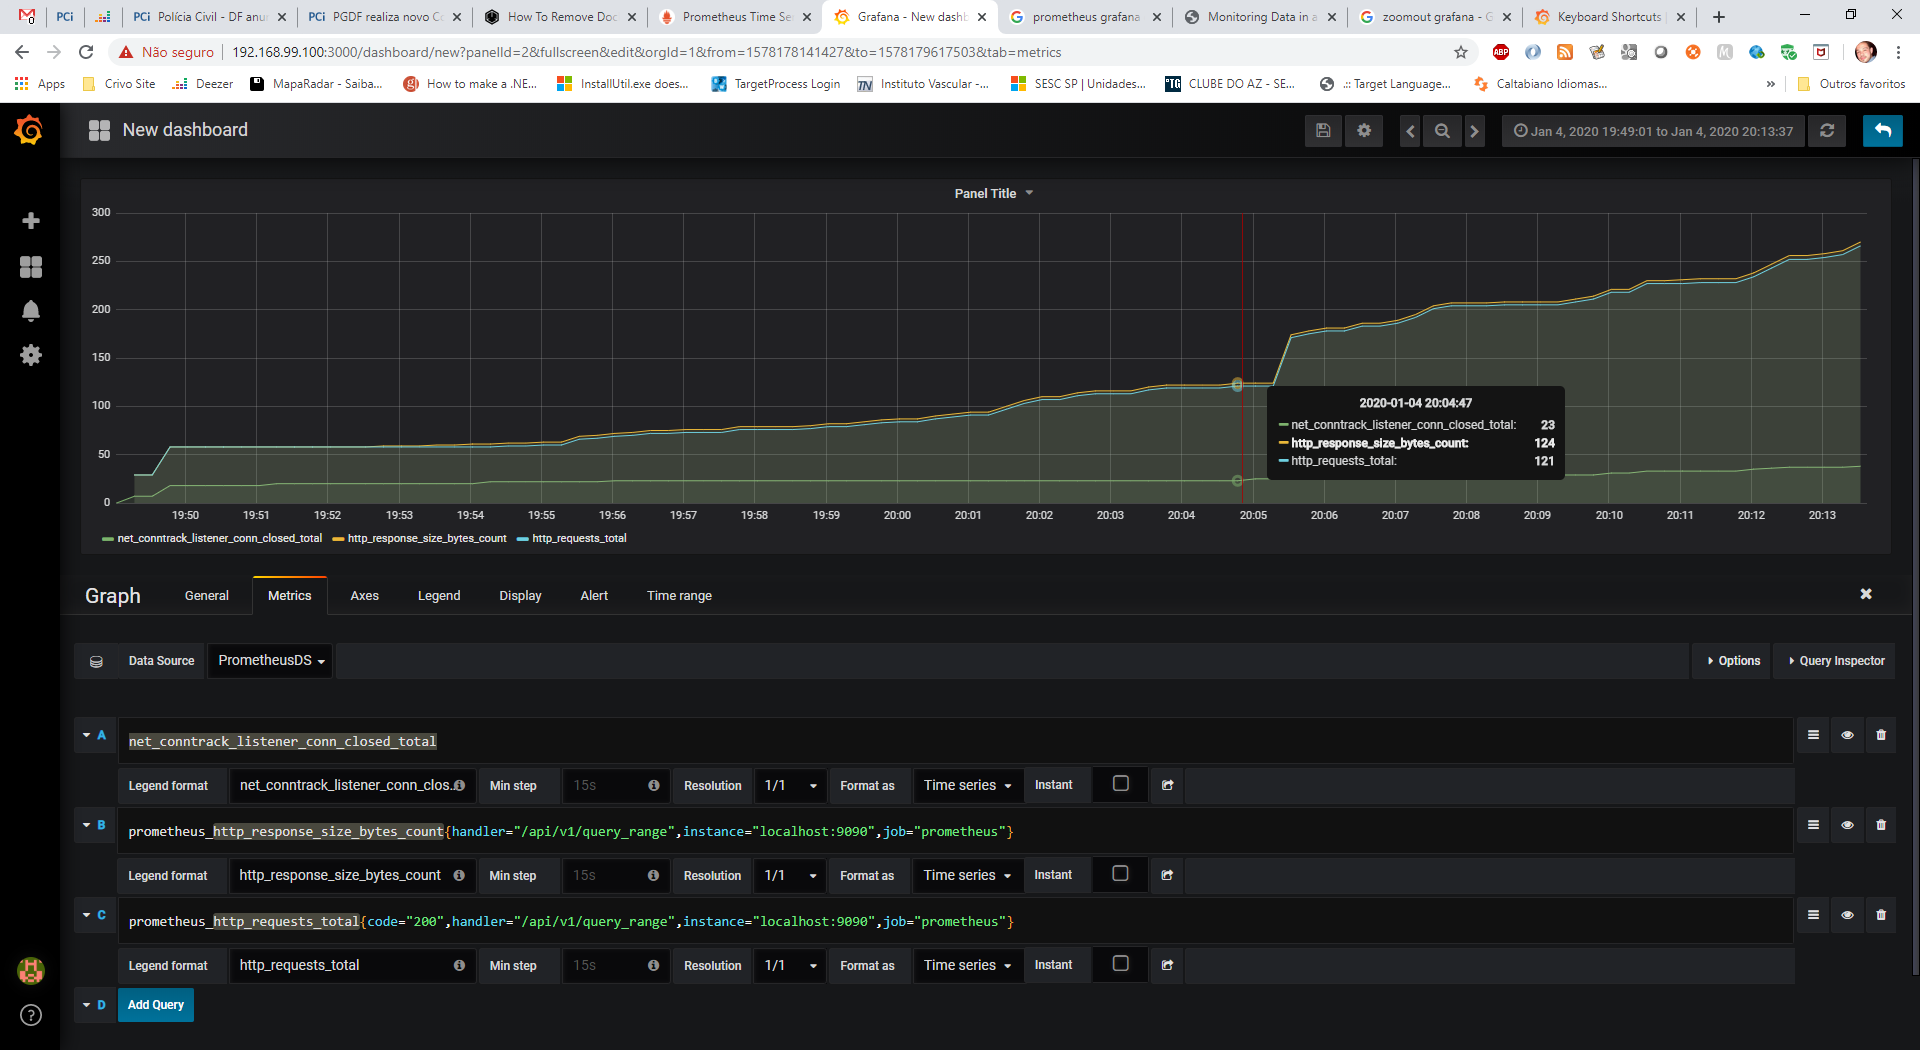 PCi Polícia Civil - DF anun PCi PGDF realiza novo Co How To Remove Doc Prometheus Time Se Grafana - New dashb prometheus grafana Monitoring Data in a zoomout grafana - G Keyboard Shortcuts
Não seguro 192.168.99.100:3000/dashboard/new?panelId=2&fullscreen&edit&orgId=1&from=1578178141427&to=1578179617503&tab=metrics
Apps Crivo Site Deezer MapaRadar - Saiba... How to make a .NE... InstallUtil.exe does... TargetProcess Login Instituto Vascular -... SESC SP | Unidades... CLUBE DO AZ - SE... .:: Target Language... Caltabiano Idiomas... » Outros favoritos
New dashboard
Jan 4, 2020 19:49:01 to Jan 4, 2020 20:13:37
Panel Title
300
250
200
150
100
50
0
19:50 19:51 19:52 19:53 19:54 19:55 19:56 19:57 19:58 19:59 20:00 20:01 20:02 20:03 20:04 20:05 20:06 20:07 20:08 20:09 20:10 20:11 20:12 20:13
2020-01-04 20:04:47
net_conntrack_listener_conn_closed_total: 23
http_response_size_bytes_count: 124
http_requests_total: 121
net_conntrack_listener_conn_closed_total http_response_size_bytes_count http_requests_total
Graph General Metrics Axes Legend Display Alert Time range
Data Source PrometheusDS Options Query Inspector
A net_conntrack_listener_conn_closed_total
Legend format net_conntrack_listener_conn_clos. Min step 15s Resolution 1/1 Format as Time series Instant
B prometheus_http_response_size_bytes_count{handler="/api/v1/query_range",instance="localhost:9090",job="prometheus"}
Legend format http_response_size_bytes_count Min step 15s Resolution 1/1 Format as Time series Instant
C prometheus_http_requests_total{code="200",handler="/api/v1/query_range",instance="localhost:9090",job="prometheus"}
Legend format http_requests_total Min step 15s Resolution 1/1 Format as Time series Instant
D Add Query